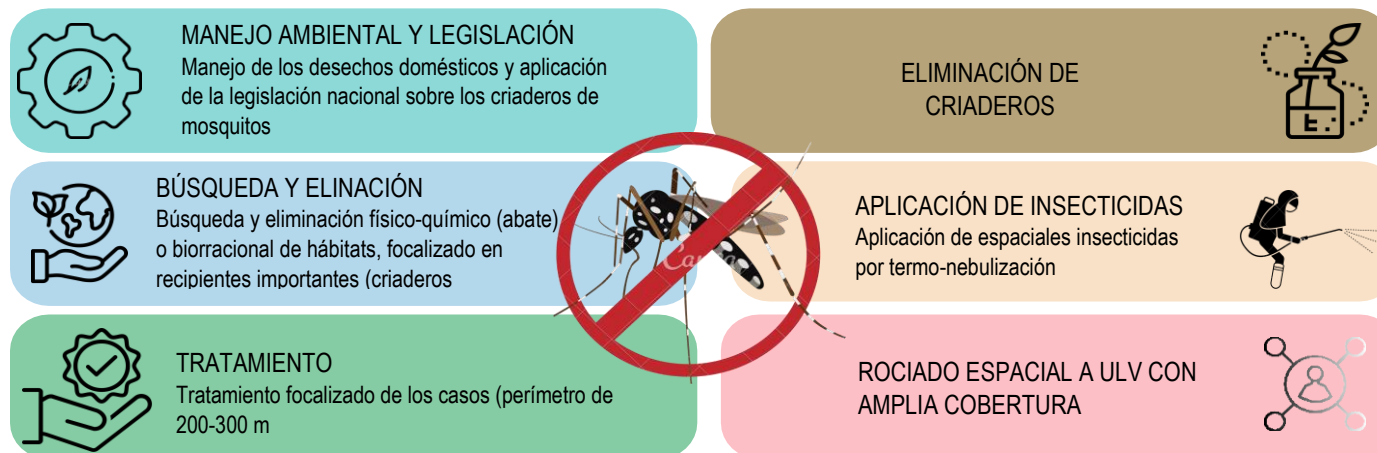 MANEJO AMBIENTAL Y LEGISLACIÓN
Manejo de los desechos domésticos y aplicación
de la legislación nacional sobre los criaderos de
mosquitos
ELIMINACIÓN DE
CRIADEROS
BÚSQUEDA Y ELINACIÓN
Búsqueda y eliminación físico-químico (abate)
o biorracional de hábitats, focalizado en
recipientes importantes (criaderos
APLICACIÓN DE INSECTICIDAS
Aplicación de espaciales insecticidas
por termo-nebulización
TRATAMIENTO
Tratamiento focalizado de los casos (perímetro de
200-300 m
ROCIADO ESPACIAL A ULV CON
AMPLIA COBERTURA